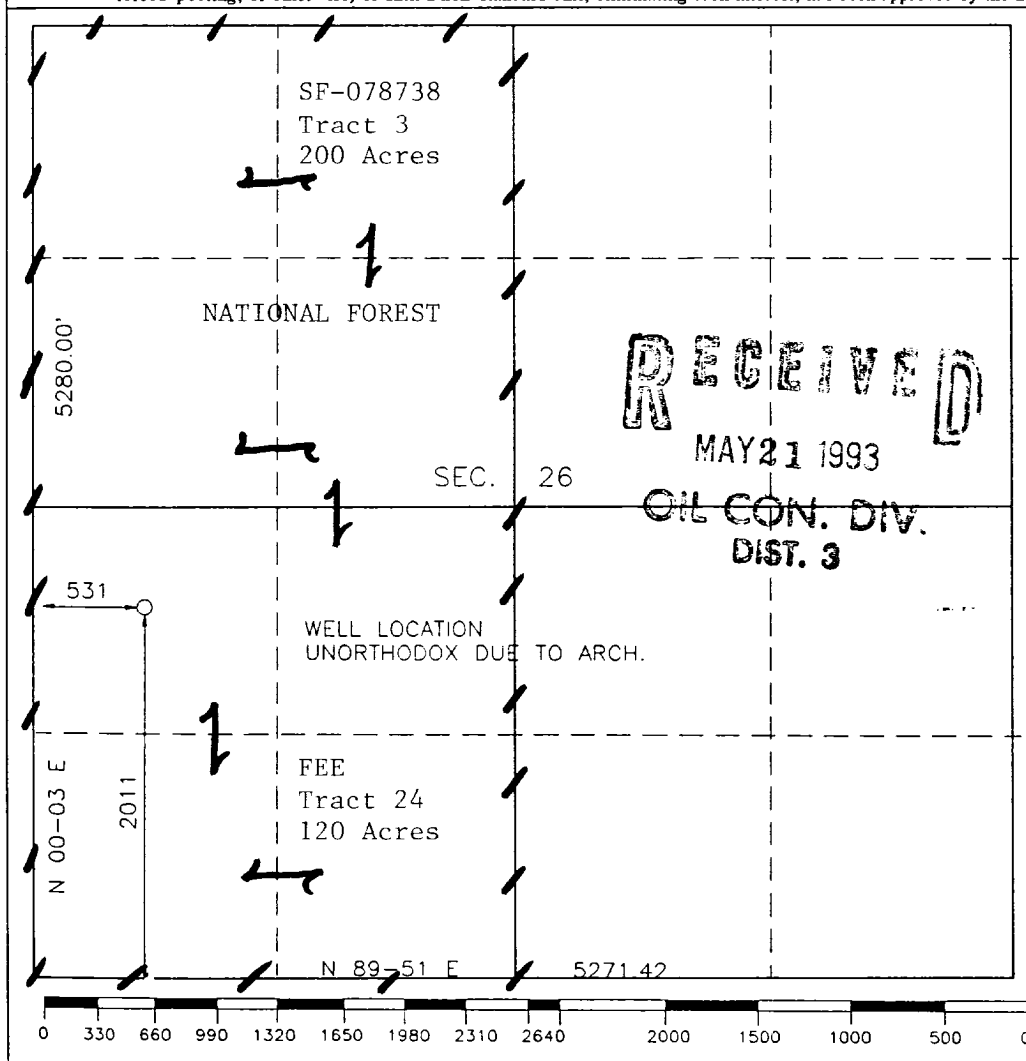 SF-078738
Tract 3
200 Acres
NATIONAL FOREST
5280.00'
RECEIVED
MAY 21 1993
OIL CON. DIV.
DIST. 3
SEC. 26
531
WELL LOCATION
UNORTHODOX DUE TO ARCH.
N 00-03 E
2011
FEE
Tract 24
120 Acres
N 89-51 E 5271.42
0 330 660 990 1320 1650 1980 2310 2640 2000 1500 1000 500 0